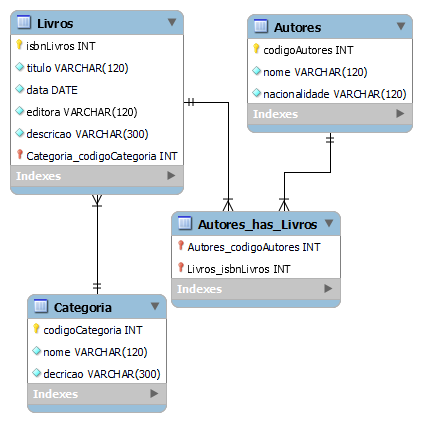 Livros
isbnLivros INT
titulo VARCHAR(120)
data DATE
editora VARCHAR(120)
descricao VARCHAR(300)
Categoria_codigoCategoria INT
Indexes
Autores
codigoAutores INT
nome VARCHAR(120)
nacionalidade VARCHAR(120)
Indexes
Autores_has_Livros
Autores_codigoAutores INT
Livros_isbnLivros INT
Indexes
Categoria
codigoCategoria INT
nome VARCHAR(120)
decricao VARCHAR(300)
Indexes